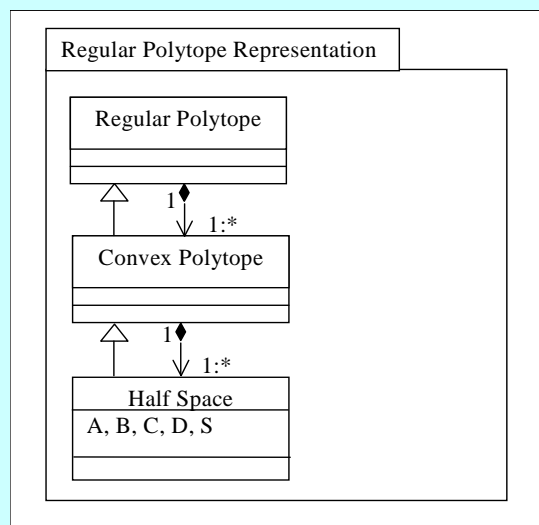 Regular Polytope Representation
Regular Polytope
1
1:*
Convex Polytope
1
1:*
Half Space
A, B, C, D, S